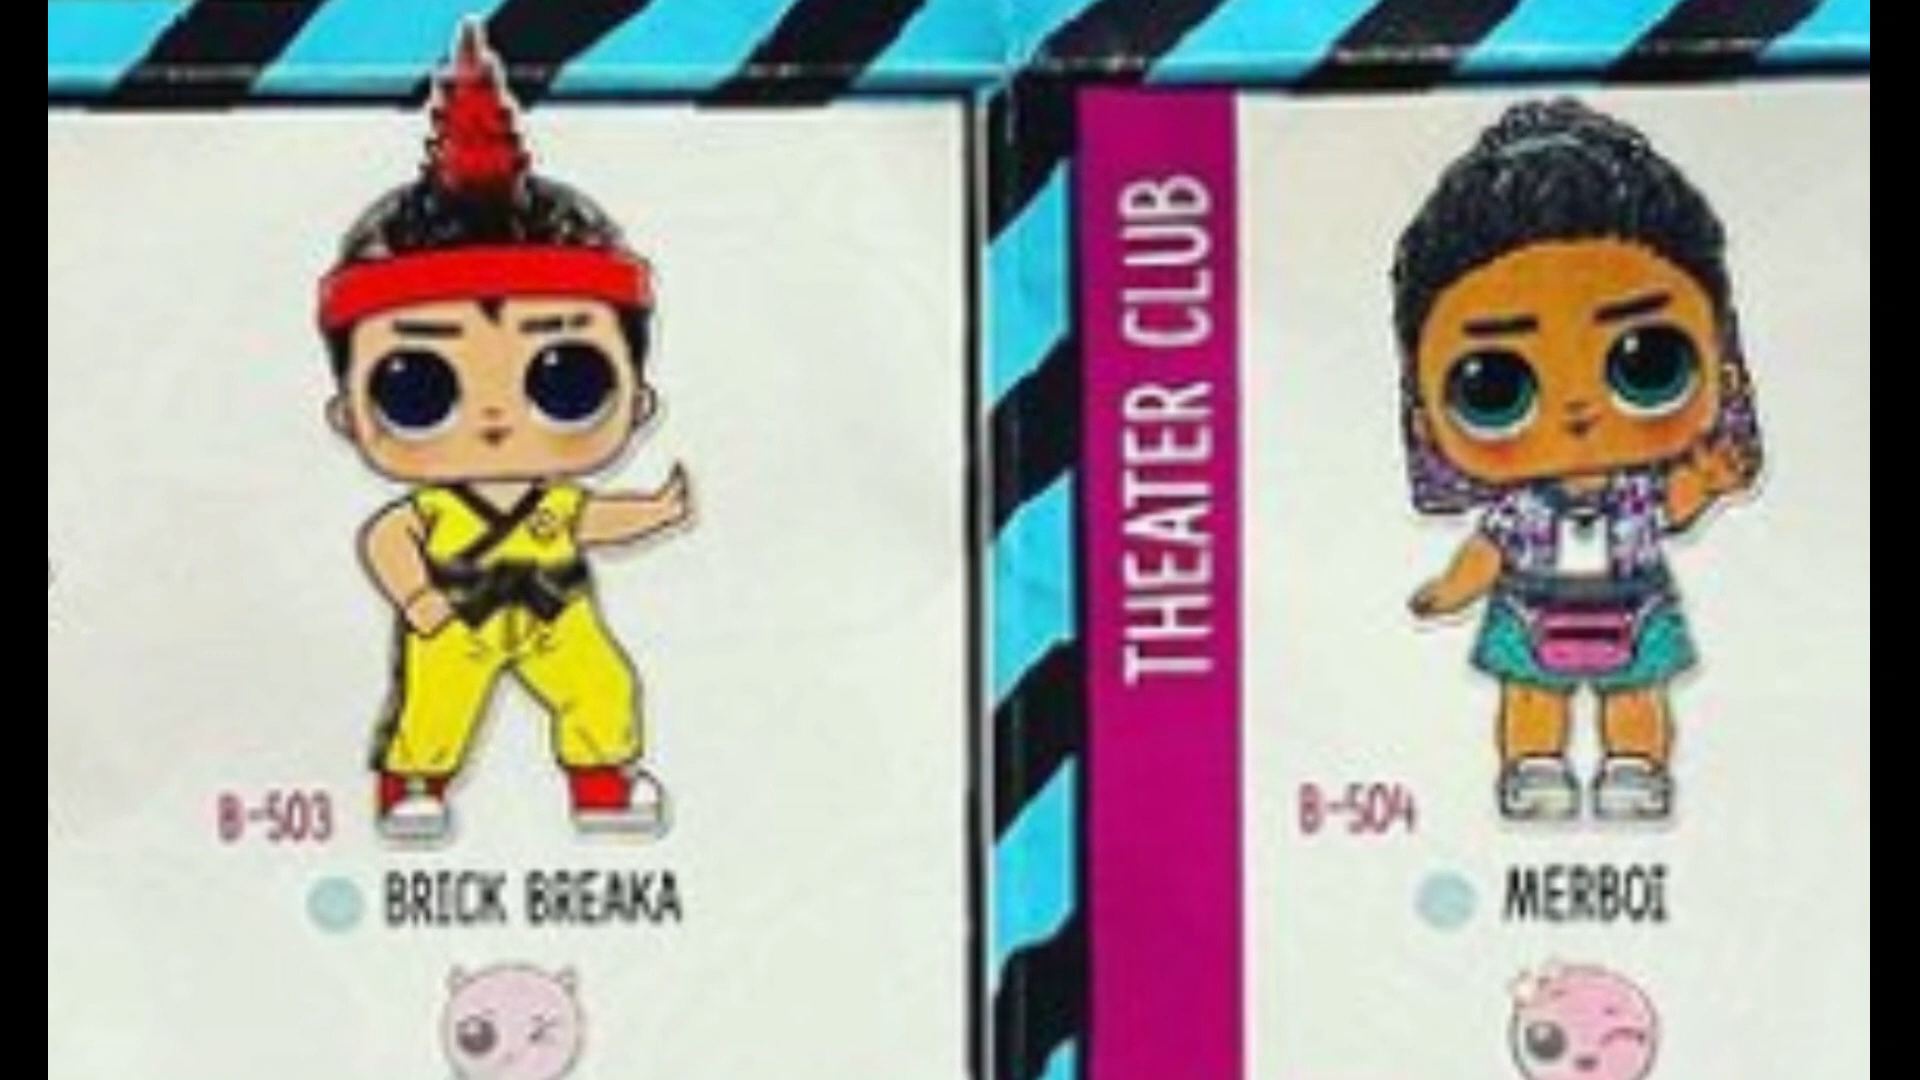 B-503
BRICK BREAKA
THEATER CLUB
B-504
MERBOI